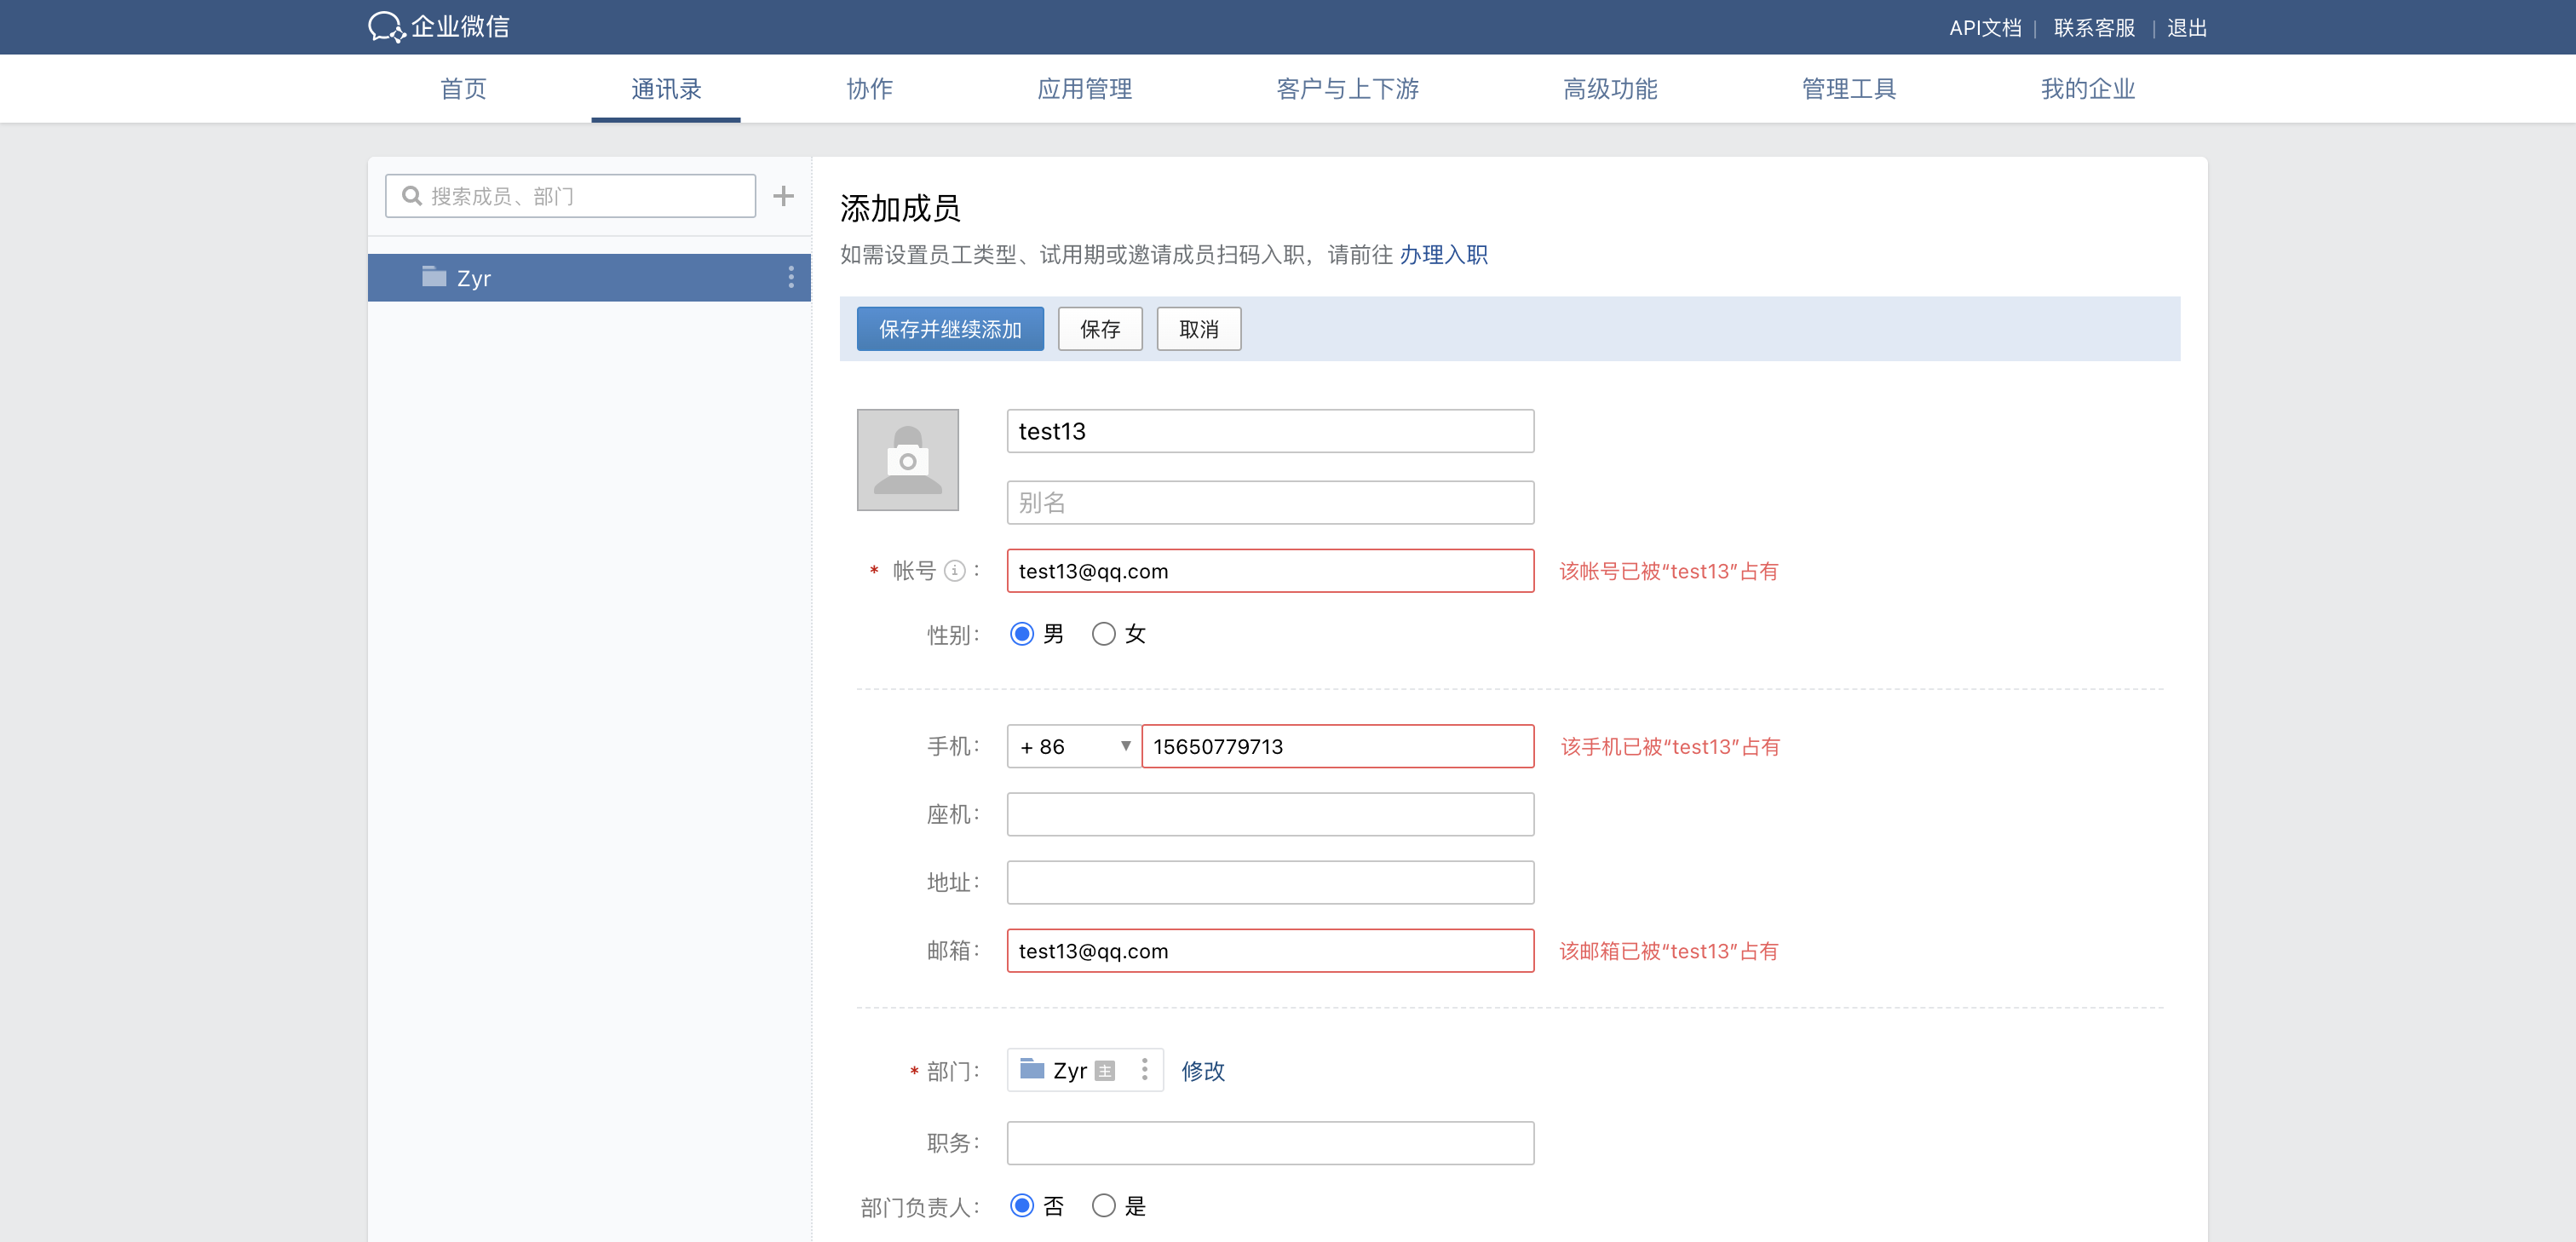 企业微信
API文档 | 联系客服 | 退出
首页 通讯录 协作 应用管理 客户与上下游 高级功能 管理工具 我的企业
搜索成员、部门
Zyr
添加成员
如需设置员工类型、试用期或邀请成员扫码入职，请前往 办理入职
保存并继续添加 保存 取消
test13
别名
* 帐号 i : test13@qq.com 该帐号已被“test13”占有
性别: 男 女
手机: + 86 15650779713 该手机已被“test13”占有
座机:
地址:
邮箱: test13@qq.com 该邮箱已被“test13”占有
* 部门: Zyr 主 修改
职务:
部门负责人: 否 是